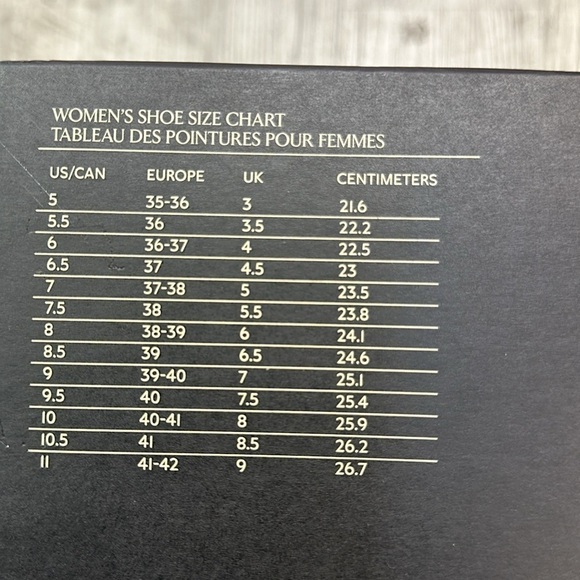 WOMEN'S SHOE SIZE CHART
TABLEAU DES POINTURES POUR FEMMES
US/CAN EUROPE UK CENTIMETERS
5 35-36 3 21.6
5.5 36 3.5 22.2
6 36-37 4 22.5
6.5 37 4.5 23
7 37-38 5 23.5
7.5 38 5.5 23.8
8 38-39 6 24.1
8.5 39 6.5 24.6
9 39-40 7 25.1
9.5 40 7.5 25.4
10 40-41 8 25.9
10.5 41 8.5 26.2
11 41-42 9 26.7